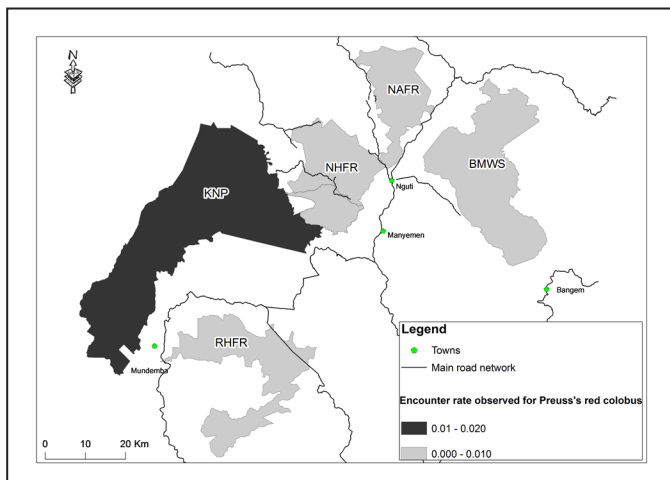 N
NAFR
NHFR
BMWS
KNP
Nguti
Manyemen
Bangem
RHFR
Mundemba
Legend
Towns
Main road network
Encounter rate observed for Preuss's red colobus
0.01 - 0.020
0.000 - 0.010
0 10 20 Km